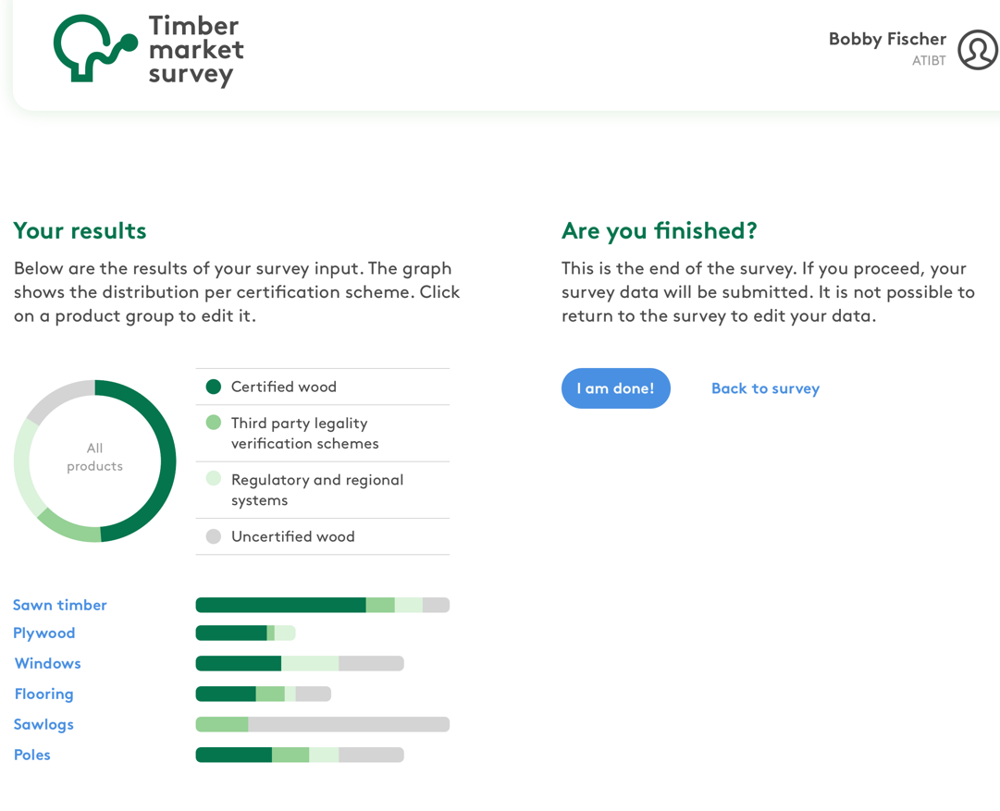 Timber
market
survey
Bobby Fischer
ATIBT
Your results
Below are the results of your survey input. The graph
shows the distribution per certification scheme. Click
on a product group to edit it.
All
products
Certified wood
Third party legality
verification schemes
Regulatory and regional
systems
Uncertified wood
Sawn timber
Plywood
Windows
Flooring
Sawlogs
Poles
Are you finished?
This is the end of the survey. If you proceed, your
survey data will be submitted. It is not possible to
return to the survey to edit your data.
I am done!
Back to survey